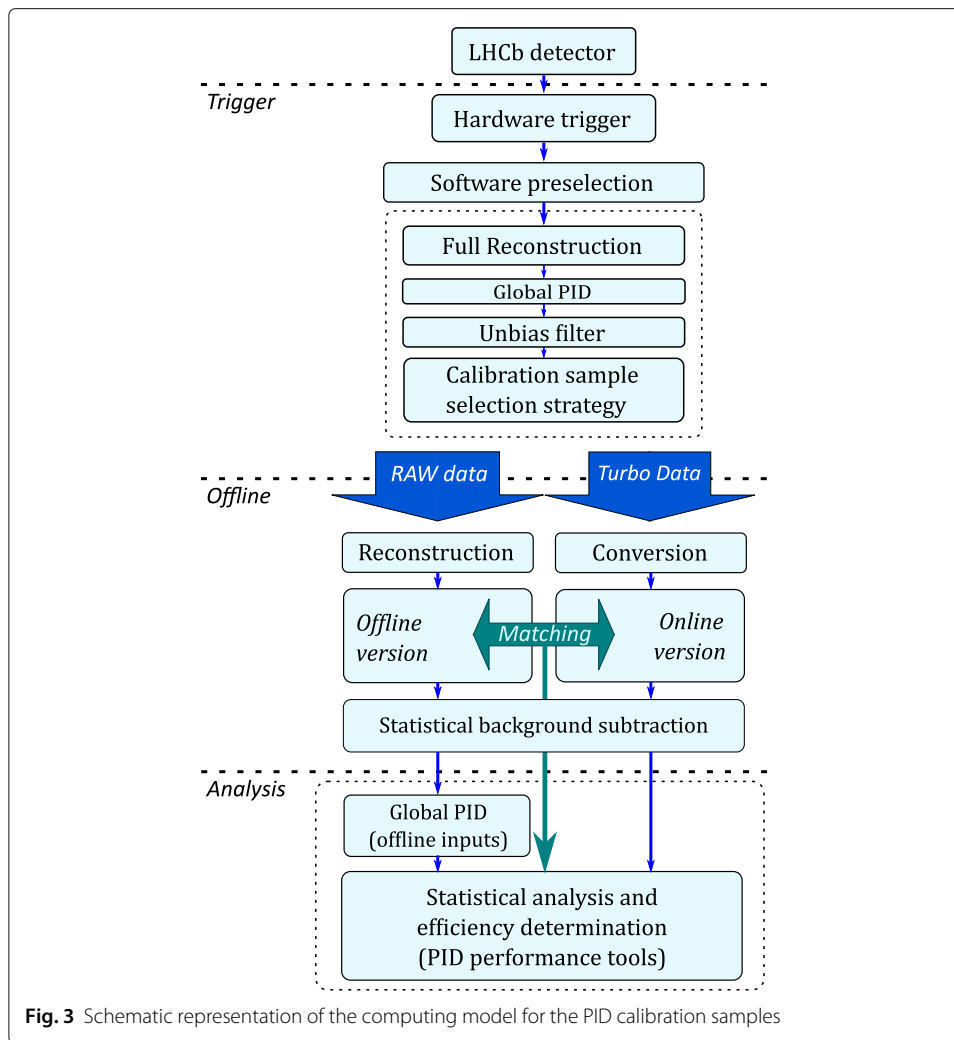 LHCb detector
Trigger
Hardware trigger
Software preselection
Full Reconstruction
Global PID
Unbias filter
Calibration sample
selection strategy
RAW data
Turbo Data
Offline
Reconstruction
Conversion
Offline
version
Matching
Online
version
Statistical background subtraction
Analysis
Global PID
(offline inputs)
Statistical analysis and
efficiency determination
(PID performance tools)
Fig. 3 Schematic representation of the computing model for the PID calibration samples